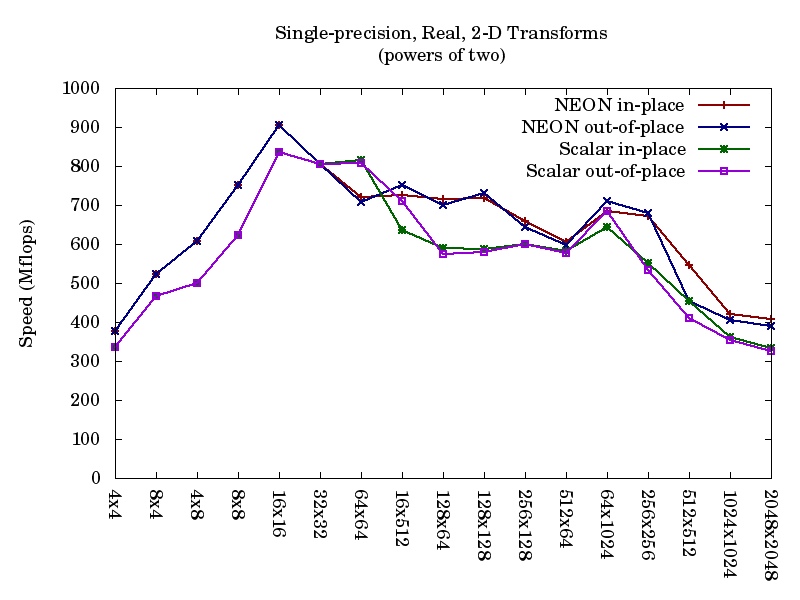 Single-precision, Real, 2-D Transforms
(powers of two)
1000
900
800
700
600
500
400
300
200
100
0
Speed (Mflops)
NEON in-place
NEON out-of-place
Scalar in-place
Scalar out-of-place
4x4
8x4
4x8
8x8
16x16
32x32
64x64
16x512
128x64
128x128
256x128
512x64
64x1024
256x256
512x512
1024x1024
2048x2048